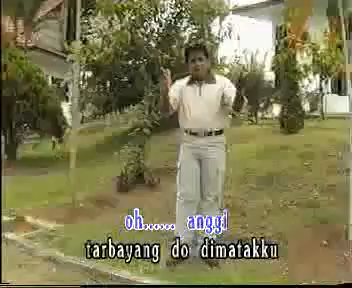 oh...... anggi
tarbayang do dimatakku